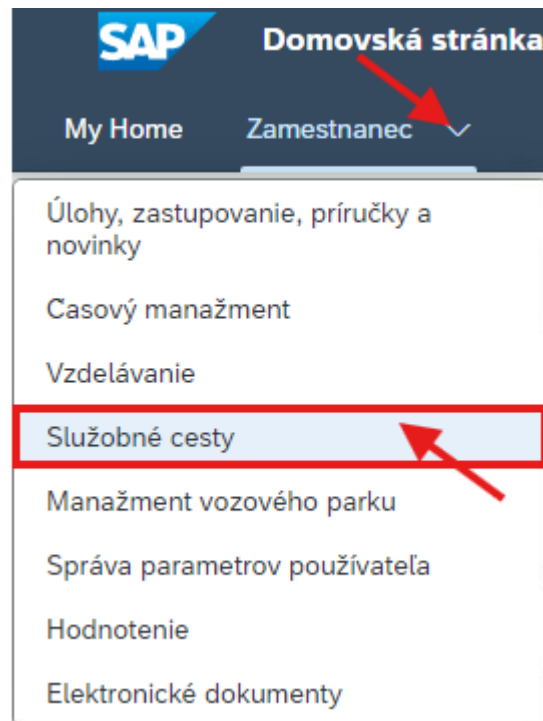 SAP Domovská stránka
My Home Zamestnanec
Úlohy, zastupovanie, príručky a
novinky
Časový manažment
Vzdelávanie
Služobné cesty
Manažment vozového parku
Správa parametrov používateľa
Hodnotenie
Elektronické dokumenty